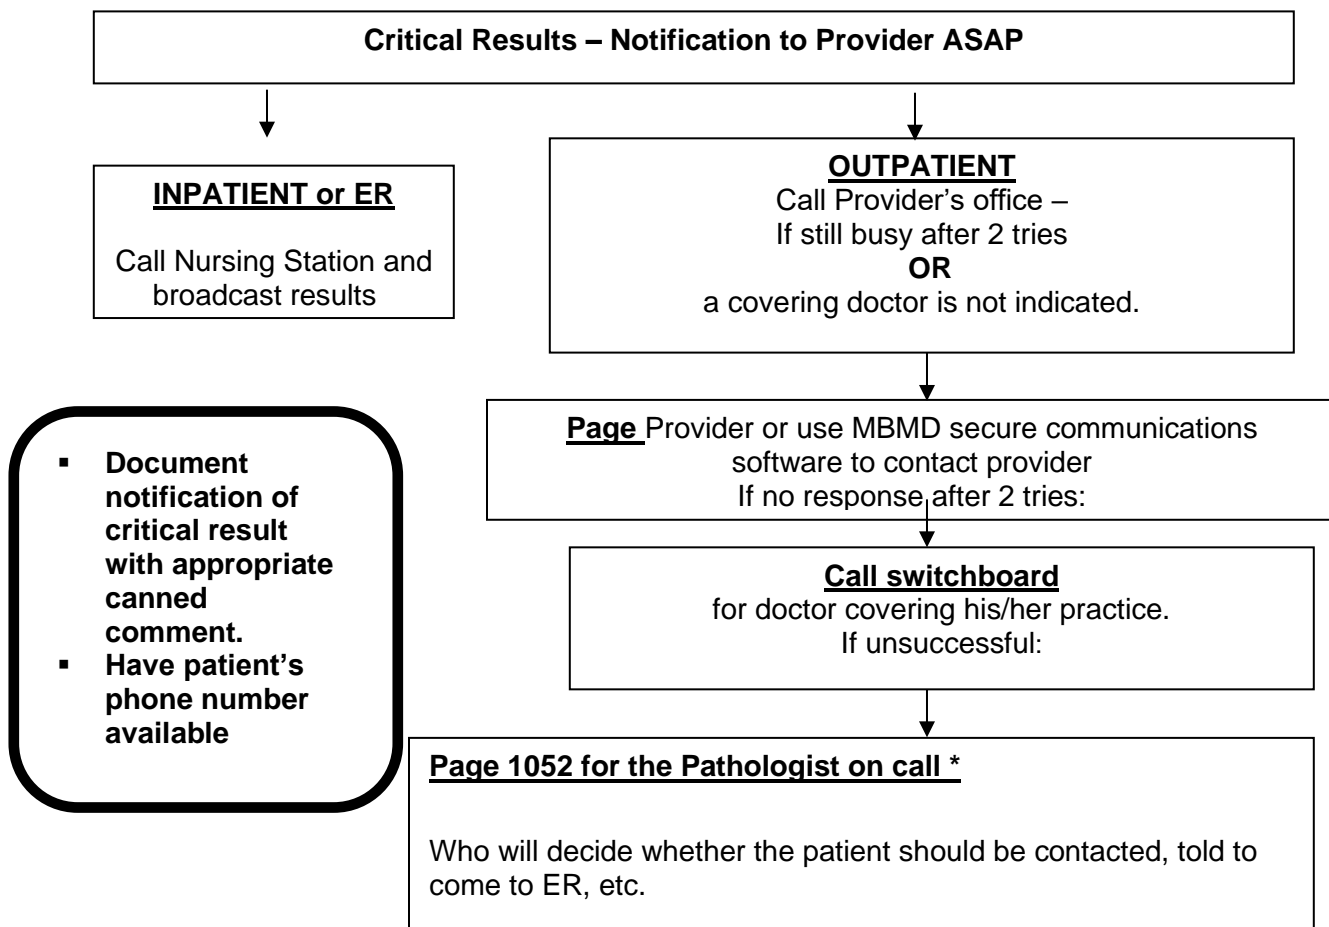 Critical Results – Notification to Provider ASAP
INPATIENT or ER
Call Nursing Station and
broadcast results
OUTPATIENT
Call Provider's office –
If still busy after 2 tries
OR
a covering doctor is not indicated.
Page Provider or use MBMD secure communications
software to contact provider
If no response after 2 tries:
▪ Document
notification of
critical result
with appropriate
canned
comment.
▪ Have patient's
phone number
available
Call switchboard
for doctor covering his/her practice.
If unsuccessful:
Page 1052 for the Pathologist on call *
Who will decide whether the patient should be contacted, told to
come to ER, etc.